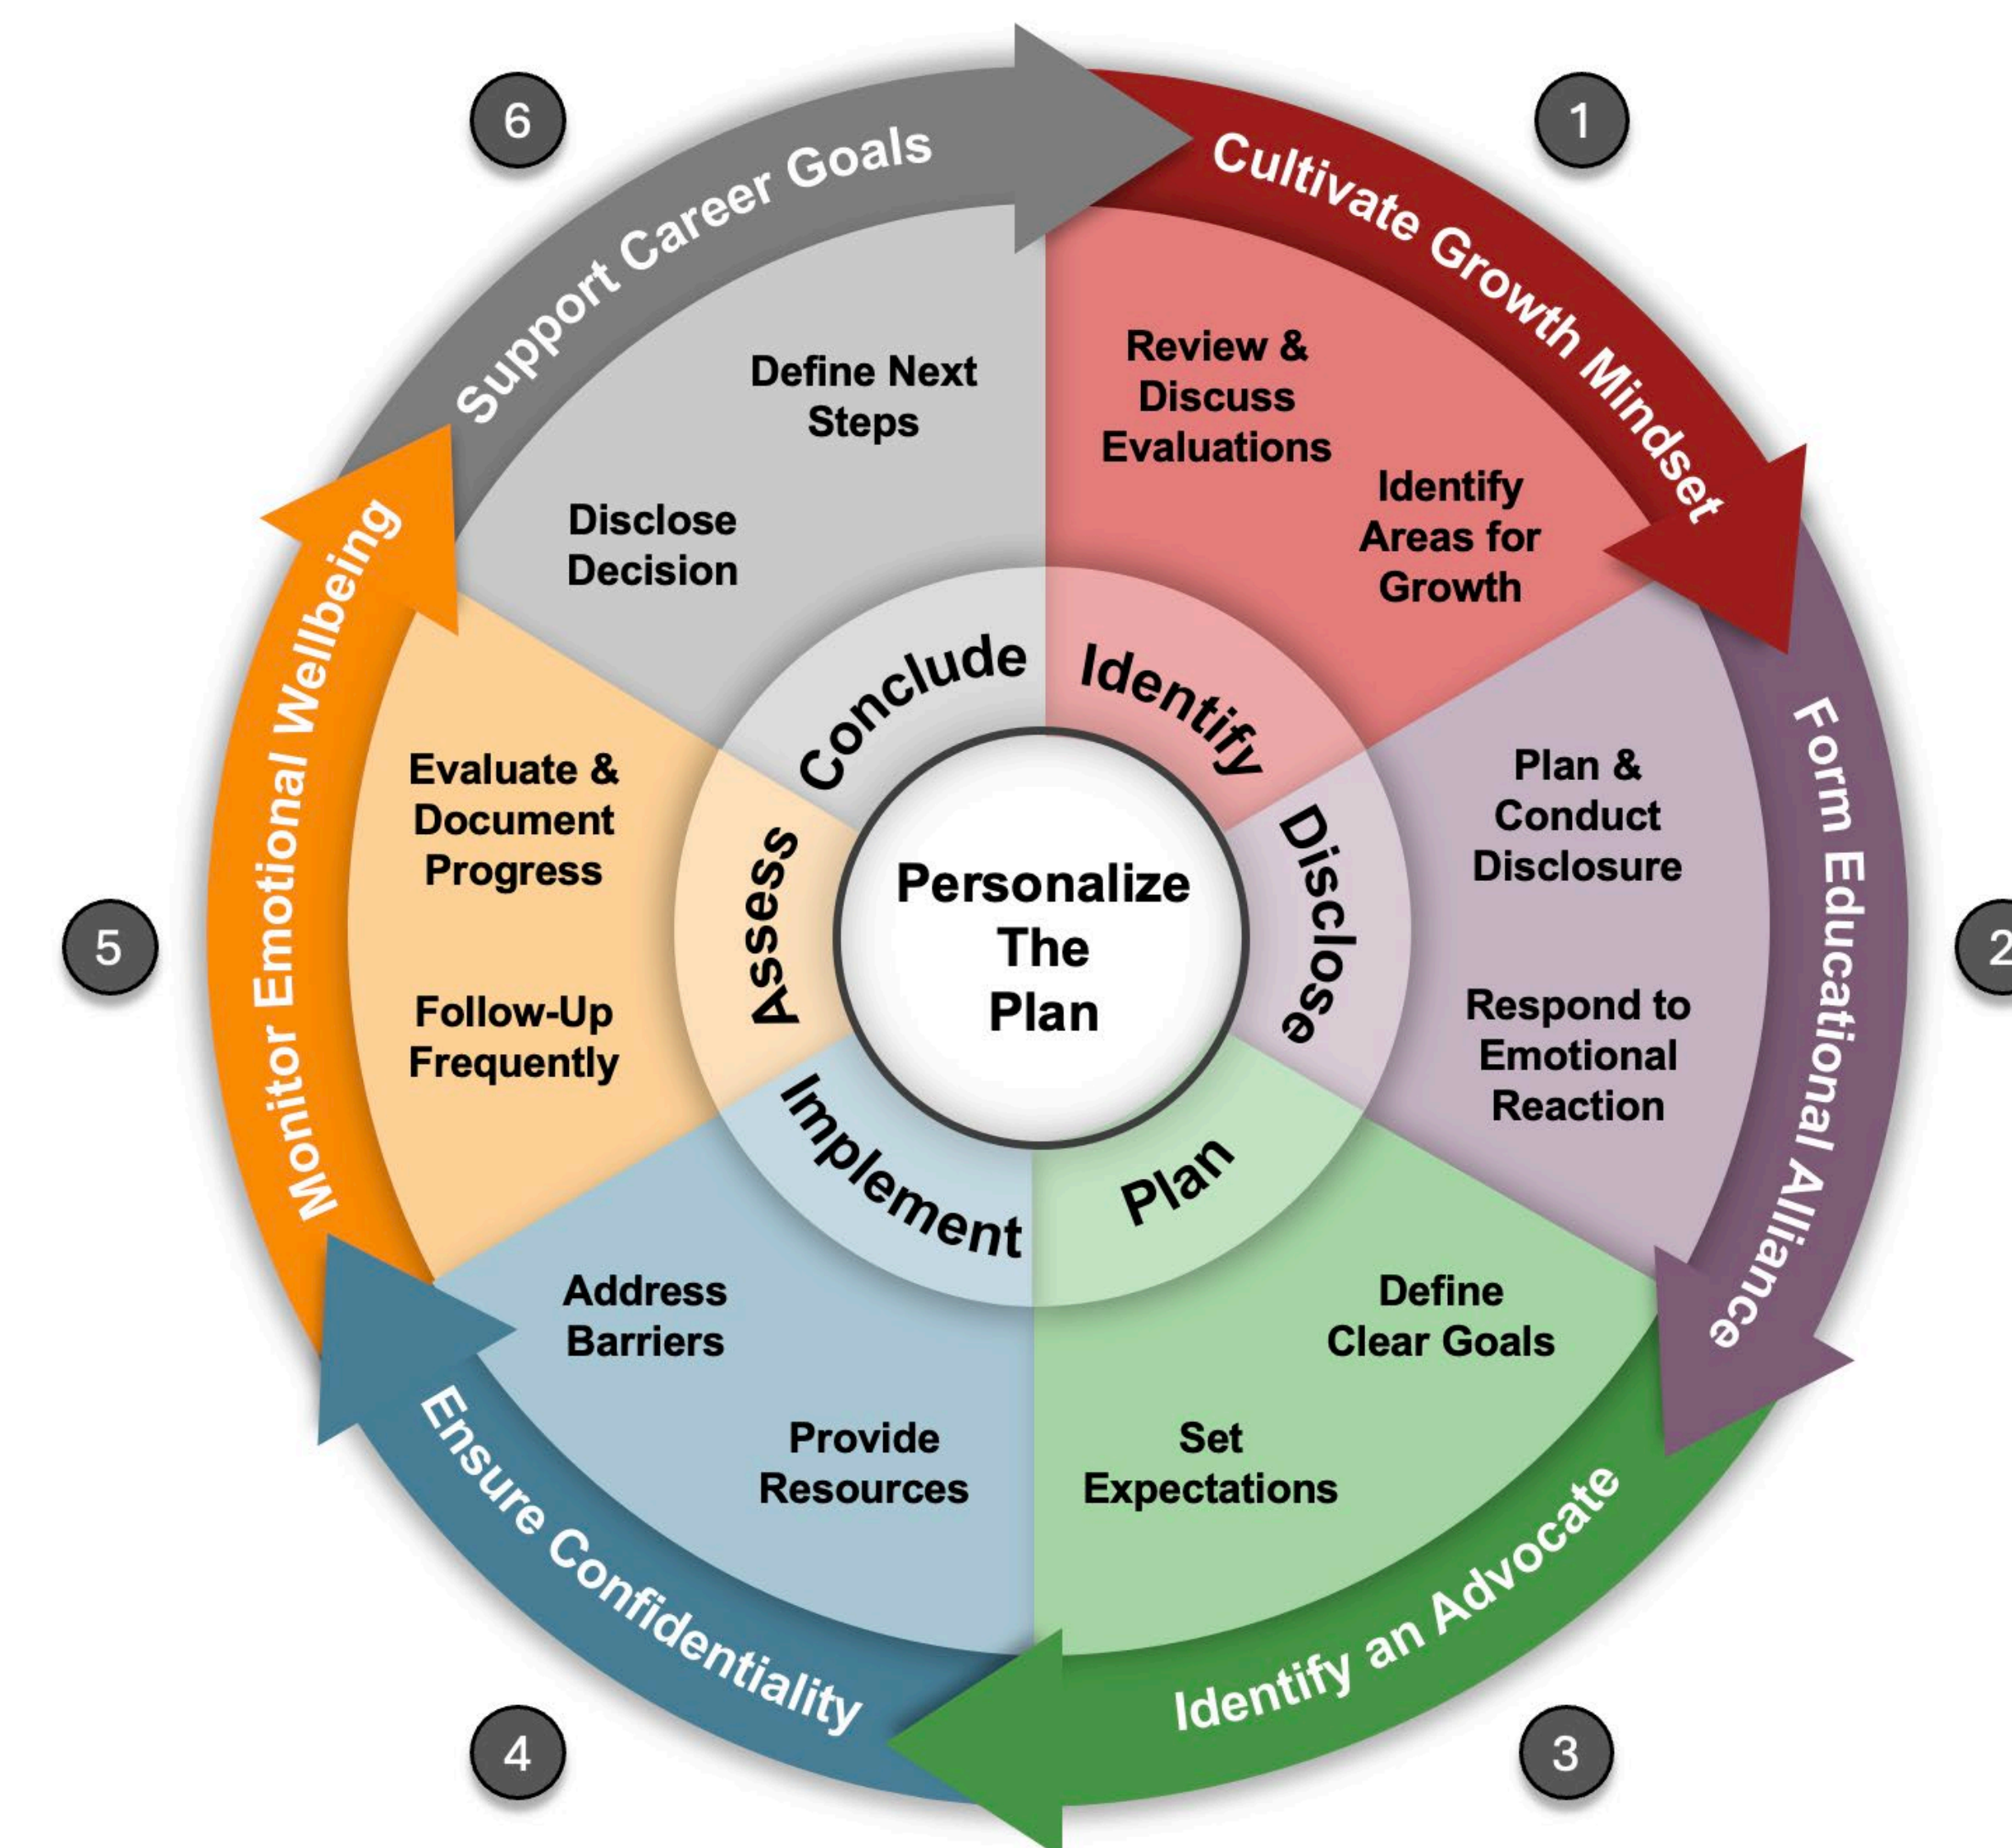 1
Cultivate Growth Mindset
Review &
Discuss
Evaluations
Identify
Areas for
Growth
Identify
2
Form Educational Alliance
Plan &
Conduct
Disclosure
Respond to
Emotional
Reaction
Disclose
3
Identify an Advocate
Define
Clear Goals
Set
Expectations
Plan
4
Ensure Confidentiality
Address
Barriers
Provide
Resources
Implement
5
Monitor Emotional Wellbeing
Evaluate &
Document
Progress
Follow-Up
Frequently
Assess
6
Support Career Goals
Define Next
Steps
Disclose
Decision
Conclude
Personalize
The
Plan